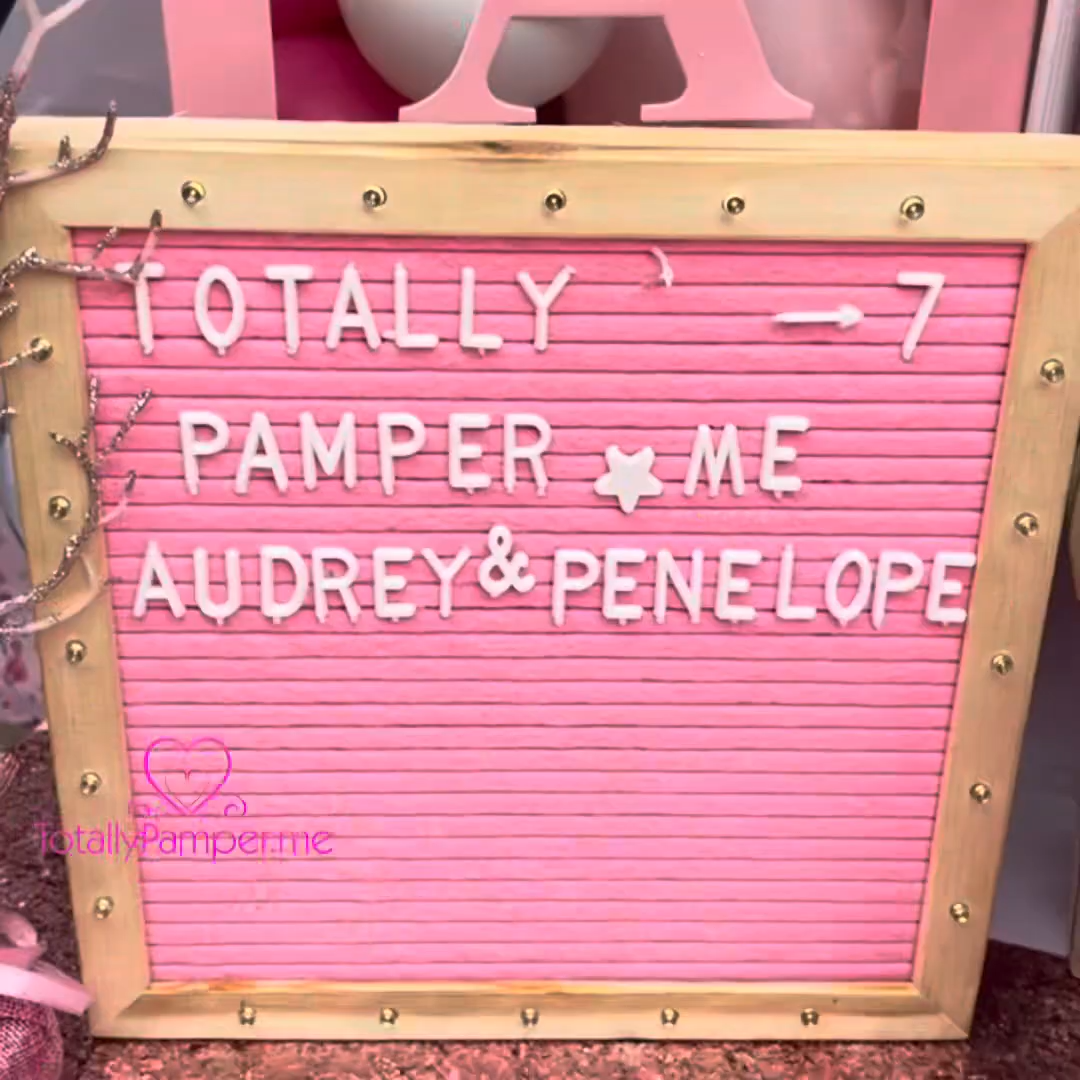 TOTALLY → 7
PAMPER ★ ME
AUDREY & PENELOPE
TotallyPamper.me